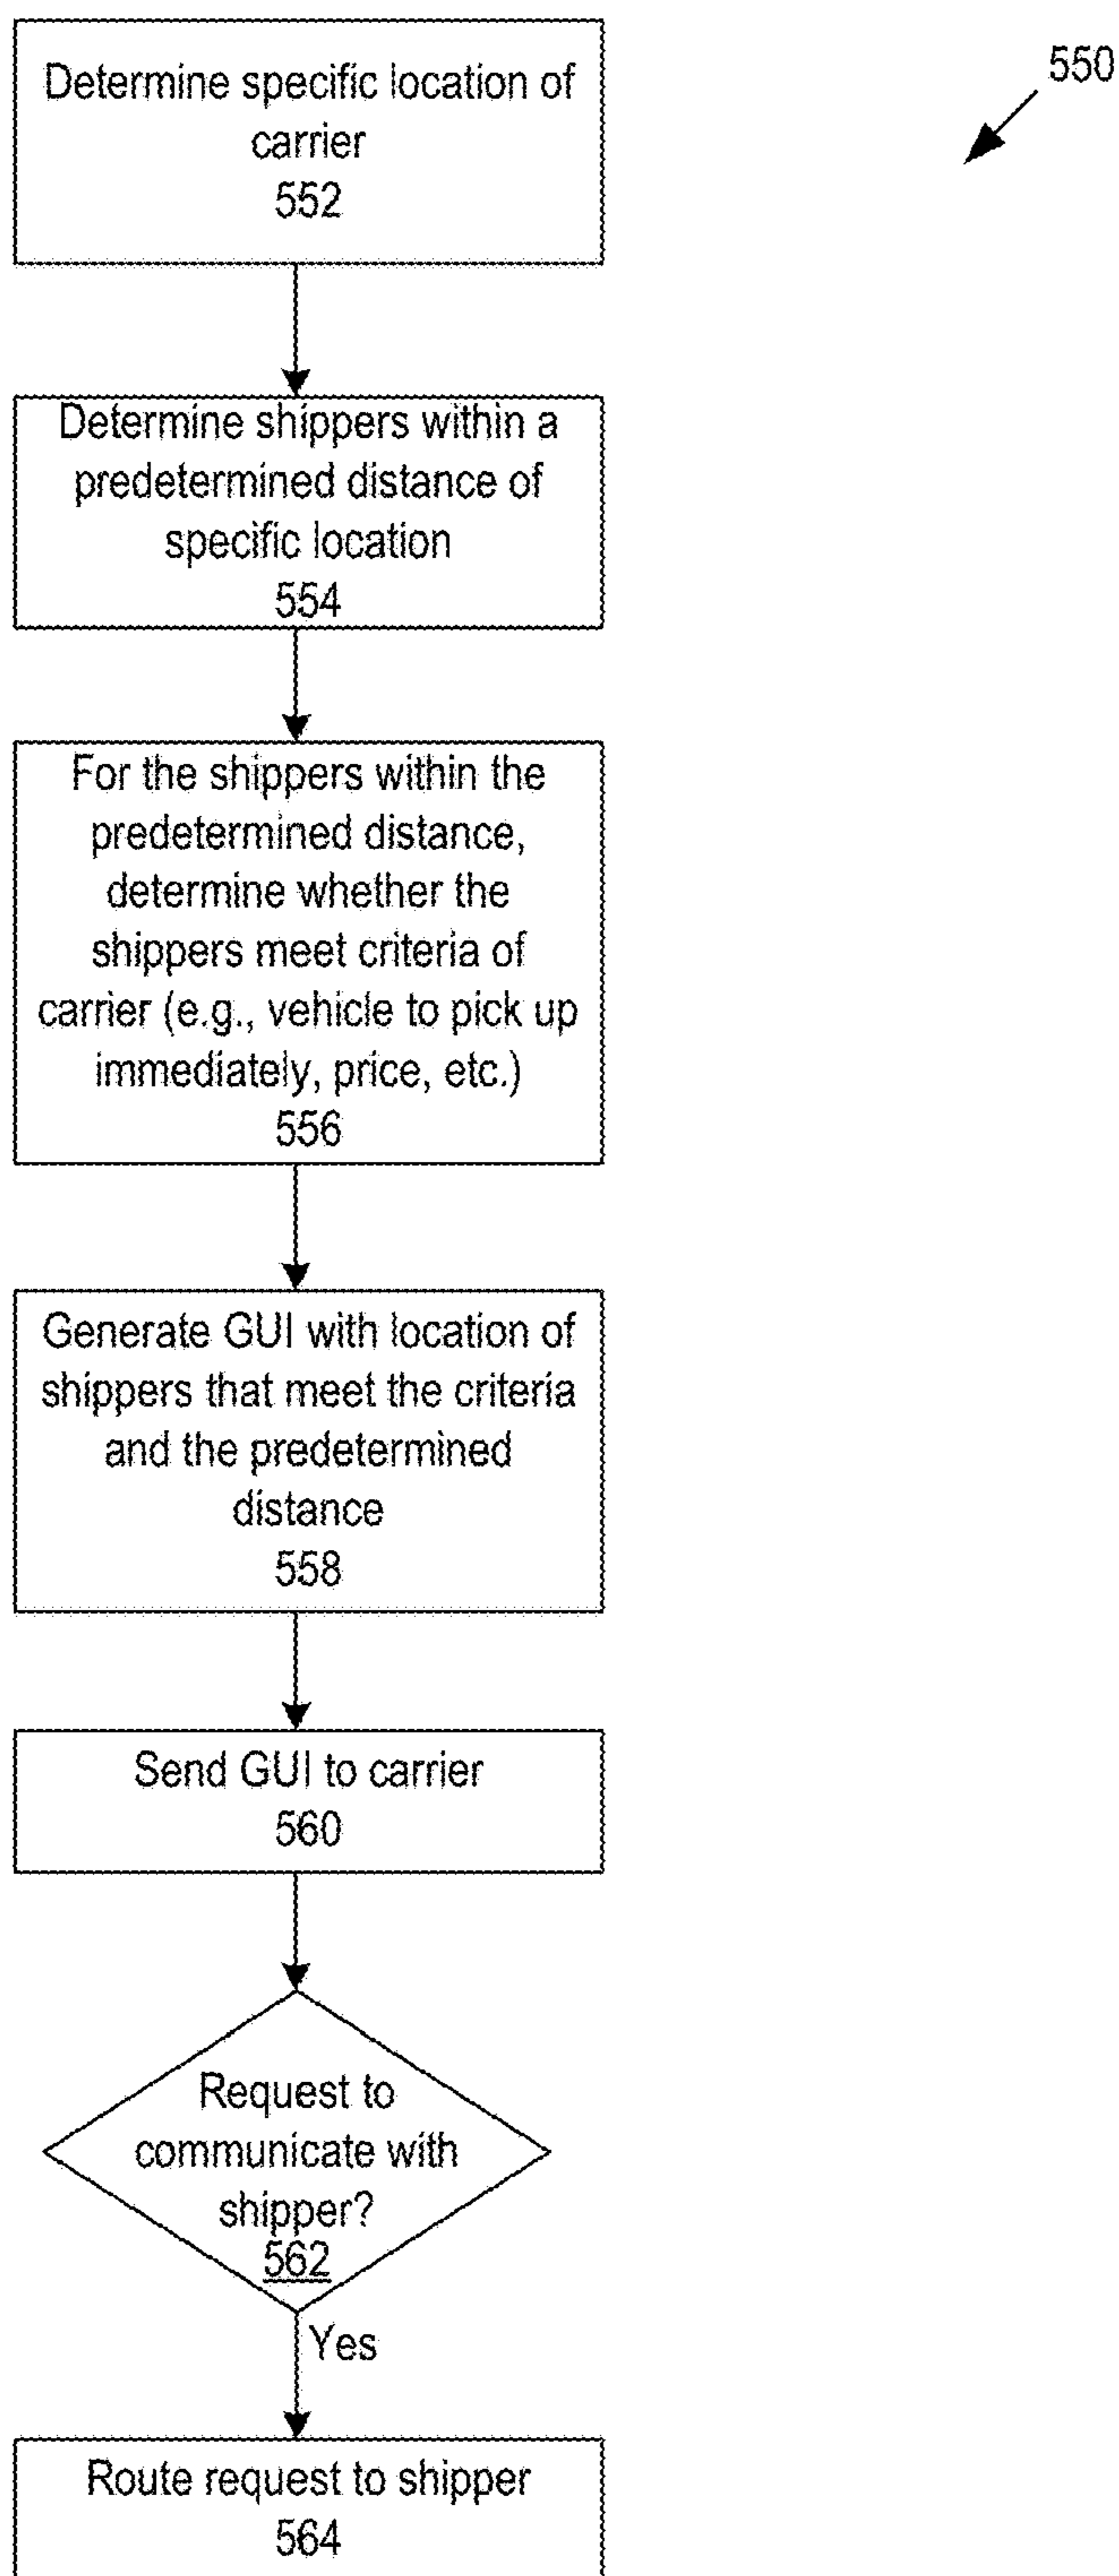 550
Determine specific location of
carrier
552
Determine shippers within a
predetermined distance of
specific location
554
For the shippers within the
predetermined distance,
determine whether the
shippers meet criteria of
carrier (e.g., vehicle to pick up
immediately, price, etc.)
556
Generate GUI with location of
shippers that meet the criteria
and the predetermined
distance
558
Send GUI to carrier
560
Request to
communicate with
shipper?
562
Yes
Route request to shipper
564